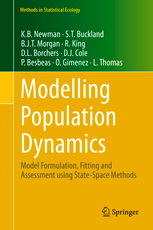 Methods in Statistical Ecology
K.B. Newman · S.T. Buckland
B.J.T. Morgan · R. King
D.L. Borchers · D.J. Cole
P. Besbeas · O. Gimenez · L. Thomas
Modelling
Population
Dynamics
Model Formulation, Fitting and
Assessment using State-Space Methods
Springer